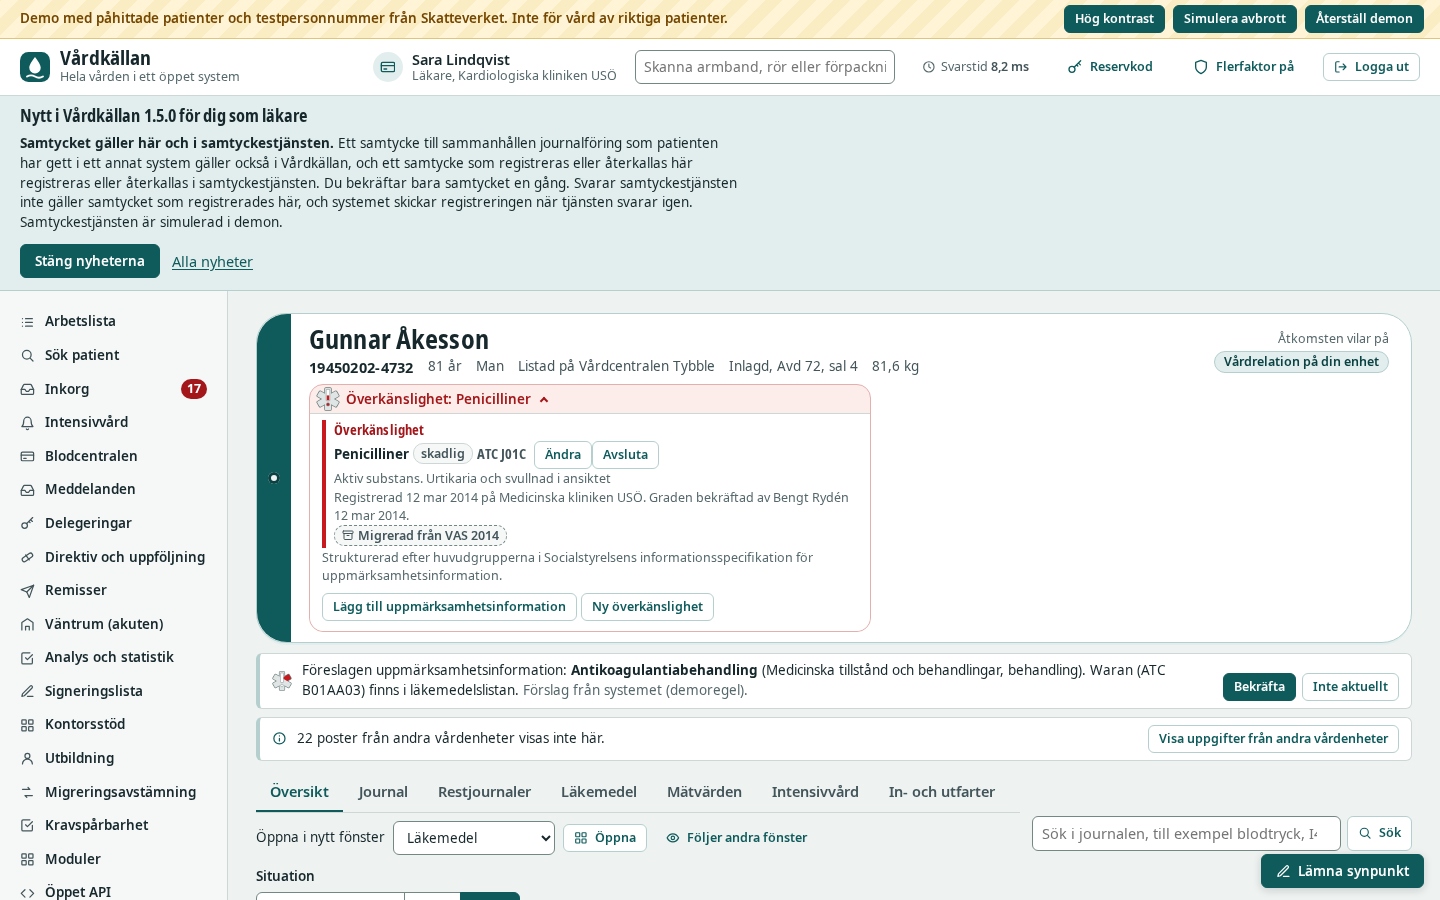 Demo med påhittade patienter och testpersonnummer från Skatteverket. Inte för vård av riktiga patienter.
Hög kontrast
Simulera avbrott
Återställ demon
Vårdkällan
Hela vården i ett öppet system
Sara Lindqvist
Läkare, Kardiologiska kliniken USÖ
Skanna armband, rör eller förpackni
Svarstid 8,2 ms
Reservkod
Flerfaktor på
Logga ut
Nytt i Vårdkällan 1.5.0 för dig som läkare
Samtycket gäller här och i samtyckestjänsten. Ett samtycke till sammanhållen journalföring som patienten
har gett i ett annat system gäller också i Vårdkällan, och ett samtycke som registreras eller återkallas här
registreras eller återkallas i samtyckestjänsten. Du bekräftar bara samtycket en gång. Svarar samtyckestjänsten
inte gäller samtycket som registrerades här, och systemet skickar registreringen när tjänsten svarar igen.
Samtyckestjänsten är simulerad i demon.
Stäng nyheterna
Alla nyheter
Arbetslista
Sök patient
Inkorg
17
Intensivvård
Blodcentralen
Meddelanden
Delegeringar
Direktiv och uppföljning
Remisser
Väntrum (akuten)
Analys och statistik
Signeringslista
Kontorsstöd
Utbildning
Migreringsavstämning
Kravspårbarhet
Moduler
Öppet API
Gunnar Åkesson
19450202-4732
81 år
Man
Listad på Vårdcentralen Tybble
Inlagd, Avd 72, sal 4
81,6 kg
Åtkomsten vilar på
Vårdrelation på din enhet
Överkänslighet: Penicilliner
Överkänslighet
Penicilliner
skadlig
ATC J01C
Ändra
Avsluta
Aktiv substans. Urtikaria och svullnad i ansiktet
Registrerad 12 mar 2014 på Medicinska kliniken USÖ. Graden bekräftad av Bengt Rydén
12 mar 2014.
Migrerad från VAS 2014
Strukturerad efter huvudgrupperna i Socialstyrelsens informationsspecifikation för
uppmärksamhetsinformation.
Lägg till uppmärksamhetsinformation
Ny överkänslighet
Föreslagen uppmärksamhetsinformation: Antikoagulantiabehandling (Medicinska tillstånd och behandlingar, behandling). Waran (ATC
B01AA03) finns i läkemedelslistan. Förslag från systemet (demoregel).
Bekräfta
Inte aktuellt
22 poster från andra vårdenheter visas inte här.
Visa uppgifter från andra vårdenheter
Översikt
Journal
Restjournaler
Läkemedel
Mätvärden
Intensivvård
In- och utfarter
Öppna i nytt fönster
Läkemedel
Öppna
Följer andra fönster
Sök i journalen, till exempel blodtryck, I
Sök
Lämna synpunkt
Situation